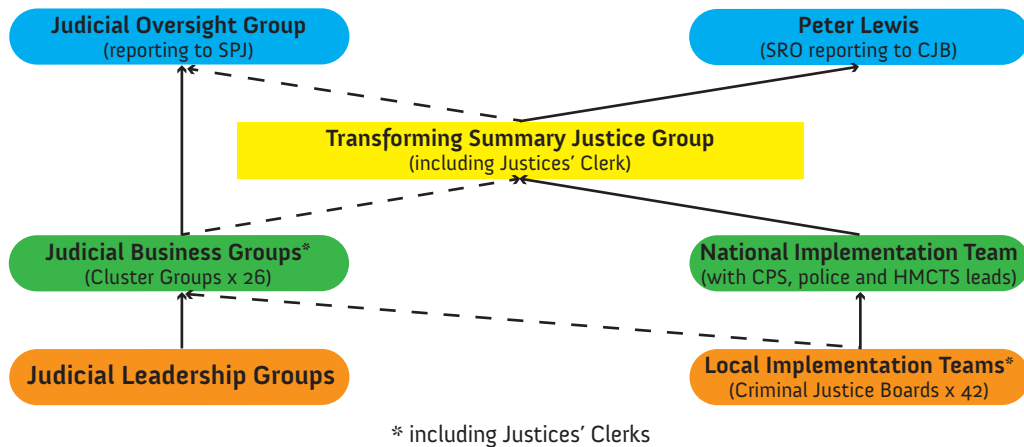 Judicial Oversight Group
(reporting to SPJ)
Peter Lewis
(SRO reporting to CJB)
Transforming Summary Justice Group
(including Justices’ Clerk)
Judicial Business Groups*
(Cluster Groups x 26)
National Implementation Team
(with CPS, police and HMCTS leads)
Judicial Leadership Groups
Local Implementation Teams*
(Criminal Justice Boards x 42)
* including Justices’ Clerks